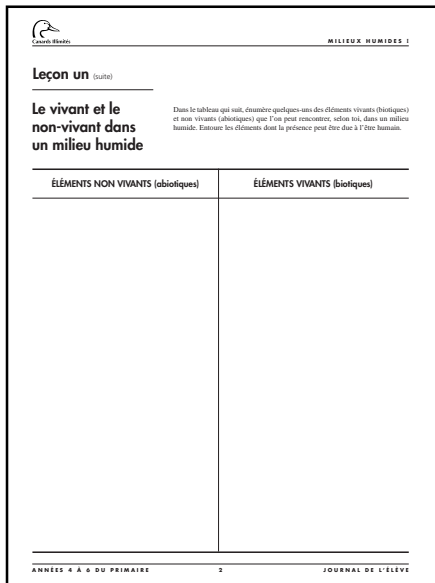 Canards Illimités
MILIEUX HUMIDES I
Leçon un (suite)
Le vivant et le
non-vivant dans
un milieu humide
Dans le tableau qui suit, énumère quelques-uns des éléments vivants (biotiques)
et non vivants (abiotiques) que l'on peut rencontrer, selon toi, dans un milieu
humide. Entoure les éléments dont la présence peut être due à l'être humain.
ÉLÉMENTS NON VIVANTS (abiotiques)
ÉLÉMENTS VIVANTS (biotiques)
ANNÉES 4 À 6 DU PRIMAIRE
2
JOURNAL DE L'ÉLÈVE